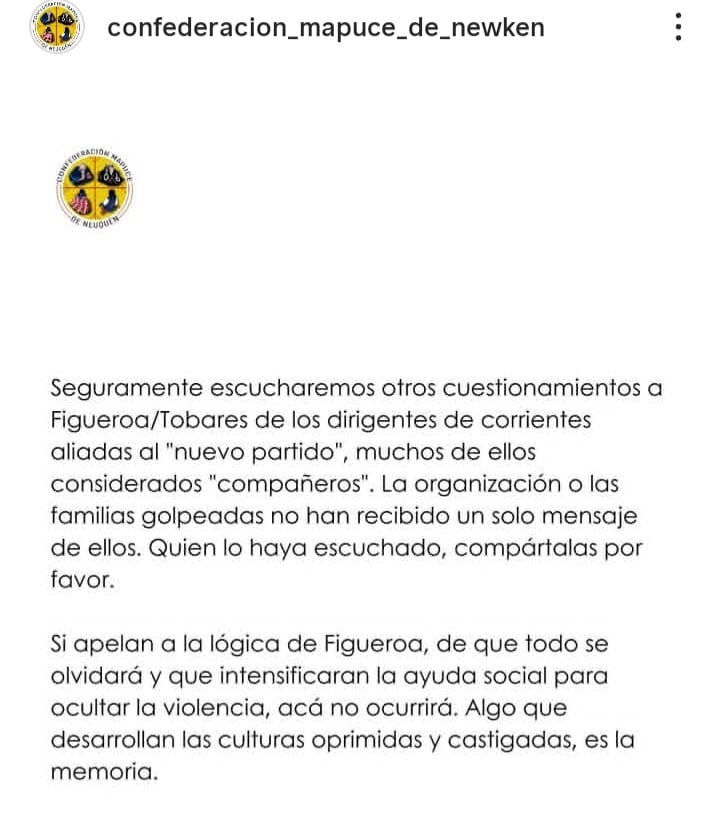 confederacion_mapuce_de_newken
CONFEDERACIÓN MAPUCE
DE NEUQUEN
Seguramente escucharemos otros cuestionamientos a
Figueroa/Tobares de los dirigentes de corrientes
aliadas al "nuevo partido", muchos de ellos
considerados "compañeros". La organización o las
familias golpeadas no han recibido un solo mensaje
de ellos. Quien lo haya escuchado, compártalas por
favor.
Si apelan a la lógica de Figueroa, de que todo se
olvidará y que intensificaran la ayuda social para
ocultar la violencia, acá no ocurrirá. Algo que
desarrollan las culturas oprimidas y castigadas, es la
memoria.